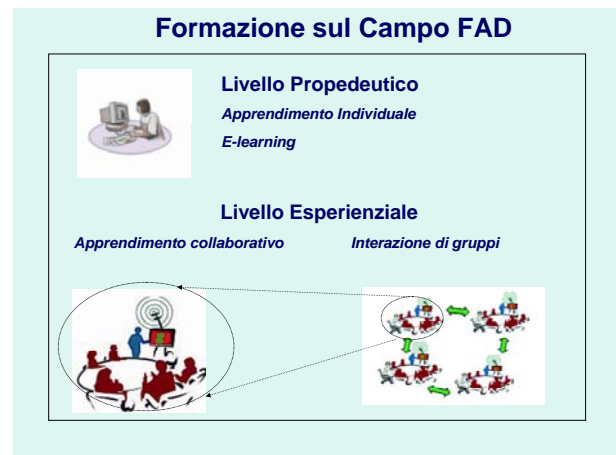 Formazione sul Campo FAD
Livello Propedeutico
Apprendimento Individuale
E-learning
Livello Esperienziale
Apprendimento collaborativo Interazione di gruppi